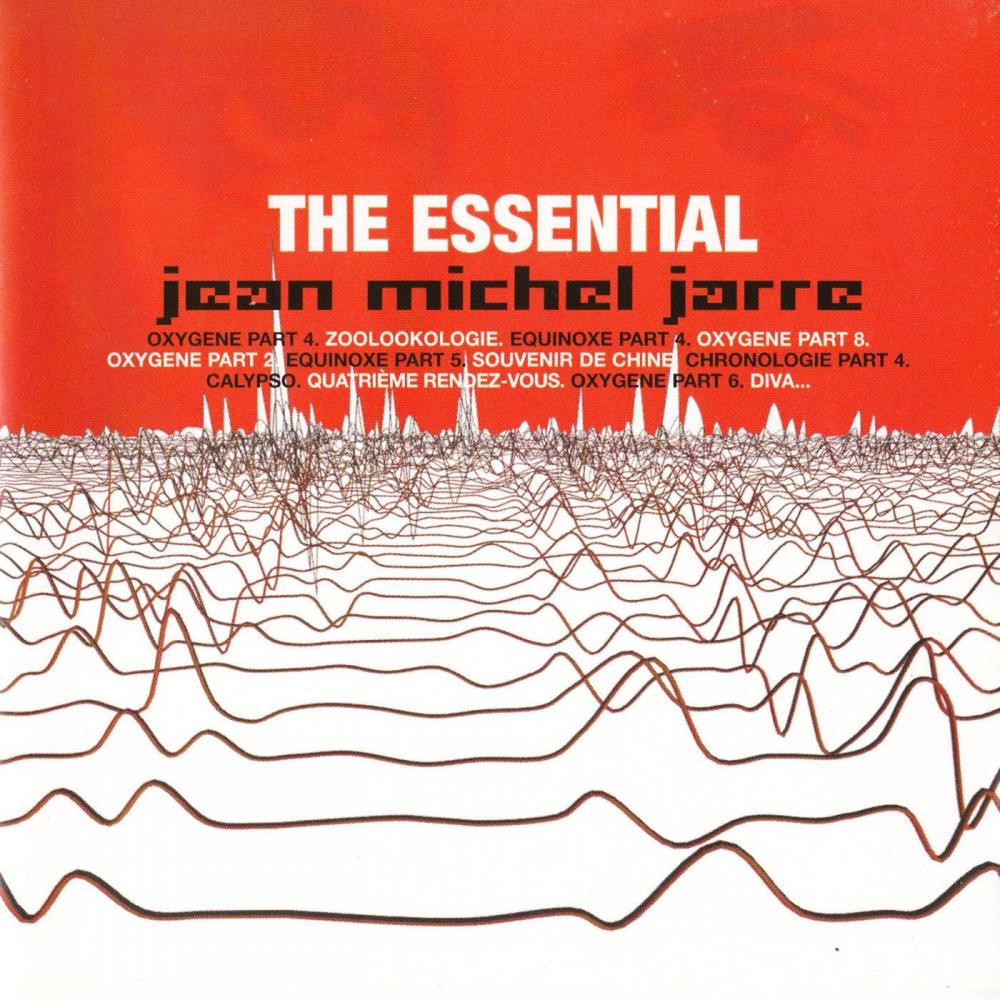 THE ESSENTIAL
jean michel jarre
OXYGENE PART 4. ZOOLOOKOLOGIE. EQUINOXE PART 4. OXYGENE PART 8.
OXYGENE PART 2. EQUINOXE PART 5. SOUVENIR DE CHINE. CHRONOLOGIE PART 4.
CALYPSO. QUATRIÈME RENDEZ-VOUS. OXYGENE PART 6. DIVA...